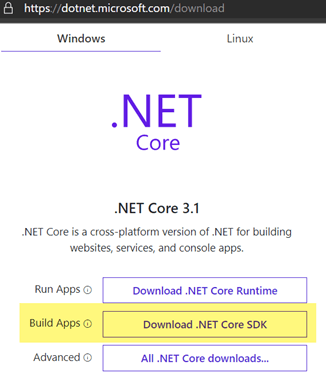 https://dotnet.microsoft.com/download
Windows Linux
.NET
Core
.NET Core 3.1
.NET Core is a cross-platform version of .NET for building
websites, services, and console apps.
Run Apps Download .NET Core Runtime
Build Apps Download .NET Core SDK
Advanced All .NET Core downloads...